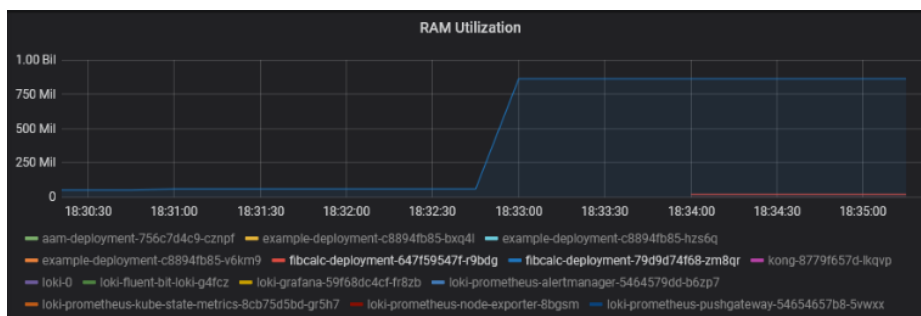 RAM Utilization
1.00 Bil
750 Mil
500 Mil
250 Mil
0
18:30:30 18:31:00 18:31:30 18:32:00 18:32:30 18:33:00 18:33:30 18:34:00 18:34:30 18:35:00
aam-deployment-756c7d4c9-cznpf example-deployment-c8894fb85-bxq4l example-deployment-c8894fb85-hzs6q
example-deployment-c8894fb85-v6km9 fibcalc-deployment-647f59547f-r9bdg fibcalc-deployment-79d9d74f68-zm8qr kong-8779f657d-lkqvp
loki-0 loki-fluent-bit-loki-g4fcz loki-grafana-59f68dc4cf-fr8zb loki-prometheus-alertmanager-5464579dd-b6zp7
loki-prometheus-kube-state-metrics-8cb75d5bd-gr5h7 loki-prometheus-node-exporter-8bgsm loki-prometheus-pushgateway-54654657b8-5vwxx